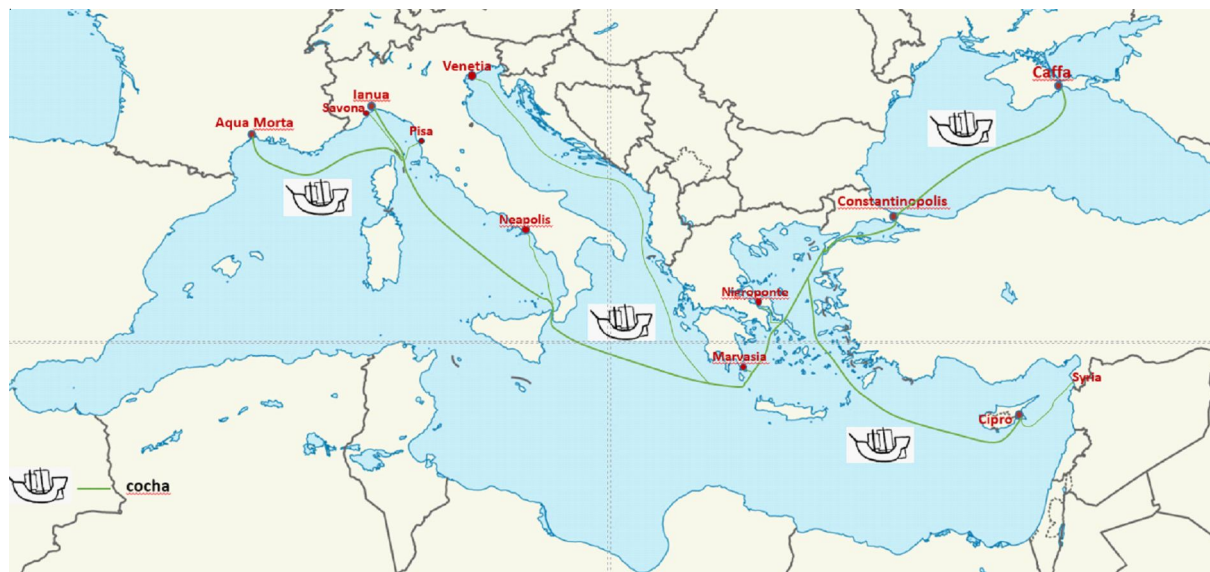 Venetia
Caffa
Ianua
Savona
Aqua Morta
Pisa
Constantinopolis
Neapolis
Nigroponte
Marvasia
Syria
Cipro
cocha